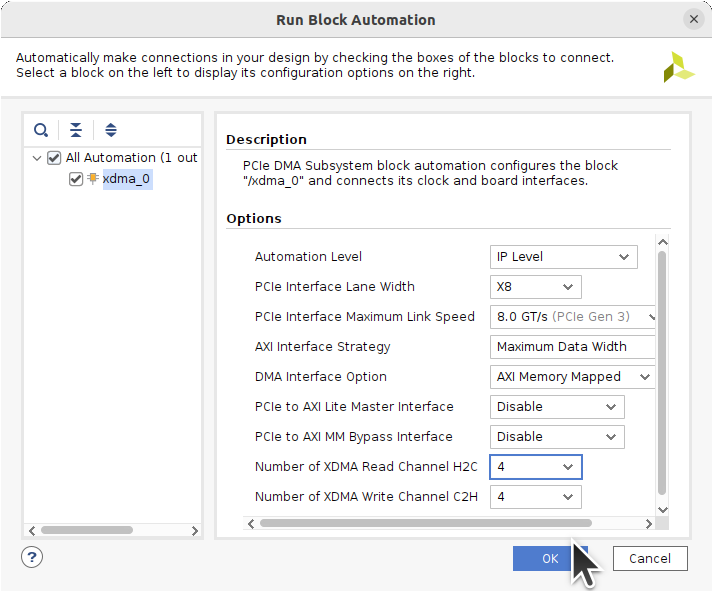 Run Block Automation
Automatically make connections in your design by checking the boxes of the blocks to connect.
Select a block on the left to display its configuration options on the right.
All Automation (1 out
xdma_0
Description
PCIe DMA Subsystem block automation configures the block
"/xdma_0" and connects its clock and board interfaces.
Options
Automation Level IP Level
PCIe Interface Lane Width X8
PCIe Interface Maximum Link Speed 8.0 GT/s (PCIe Gen 3)
AXI Interface Strategy Maximum Data Width
DMA Interface Option AXI Memory Mapped
PCIe to AXI Lite Master Interface Disable
PCIe to AXI MM Bypass Interface Disable
Number of XDMA Read Channel H2C 4
Number of XDMA Write Channel C2H 4
?
OK
Cancel